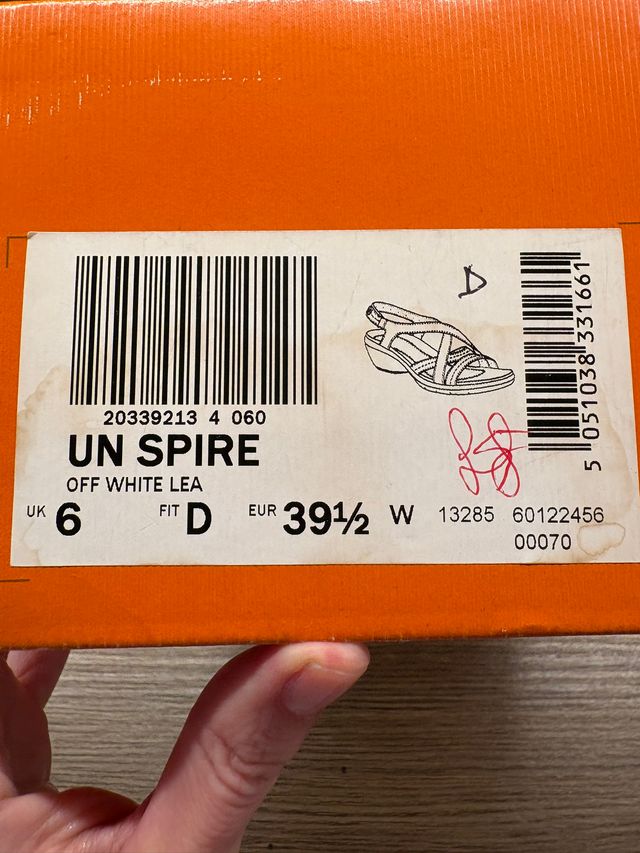 D
5 051038 331661
20339213 4 060
UN SPIRE
OFF WHITE LEA
UK 6 FIT D EUR 39½ W 13285 60122456
00070